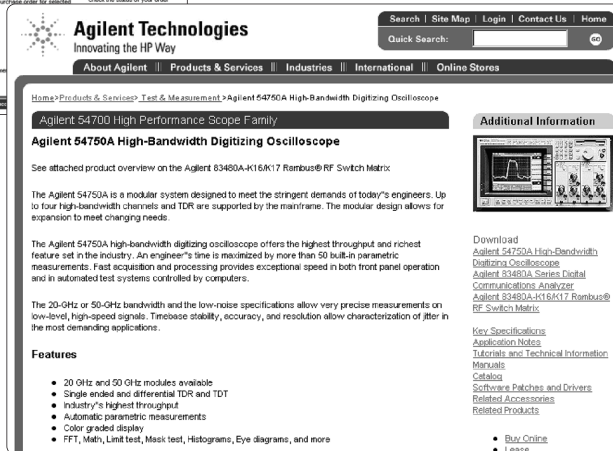 urchase order for selected
check the status of your order
Agilent Technologies
Innovating the HP Way
Search | Site Map | Login | Contact Us | Home
Quick Search:
GO
About Agilent || Products & Services || Industries || International || Online Stores
Home>Products & Services> Test & Measurement >Agilent 54750A High-Bandwidth Digitizing Oscilloscope
Agilent 54700 High Performance Scope Family
Agilent 54750A High-Bandwidth Digitizing Oscilloscope
See attached product overview on the Agilent 83480A-K16/K17 Rambus® RF Switch Matrix
The Agilent 54750A is a modular system designed to meet the stringent demands of today"s engineers. Up
to four high-bandwidth channels and TDR are supported by the mainframe. The modular design allows for
expansion to meet changing needs.
The Agilent 54750A high-bandwidth digitizing oscilloscope offers the highest throughput and richest
feature set in the industry. An engineer"s time is maximized by more than 50 built-in parametric
measurements. Fast acquisition and processing provides exceptional speed in both front panel operation
and in automated test systems controlled by computers.
The 20-GHz or 50-GHz bandwidth and the low-noise specifications allow very precise measurements on
low-level, high-speed signals. Timebase stability, accuracy, and resolution allow characterization of jitter in
the most demanding applications.
Features
• 20 GHz and 50 GHz modules available
• Single ended and differential TDR and TDT
• Industry"s highest throughput
• Automatic parametric measurements
• Color graded display
• FFT, Math, Limit test, Mask test, Histograms, Eye diagrams, and more
Additional Information
Download
Agilent 54750A High-Bandwidth
Digitizing Oscilloscope
Agilent 83480A Series Digital
Communications Analyzer
Agilent 83480A-K16/K17 Rambus®
RF Switch Matrix
Key Specifications
Application Notes
Tutorials and Technical Information
Manuals
Catalog
Software Patches and Drivers
Related Accessories
Related Products
• Buy Online
• Lease